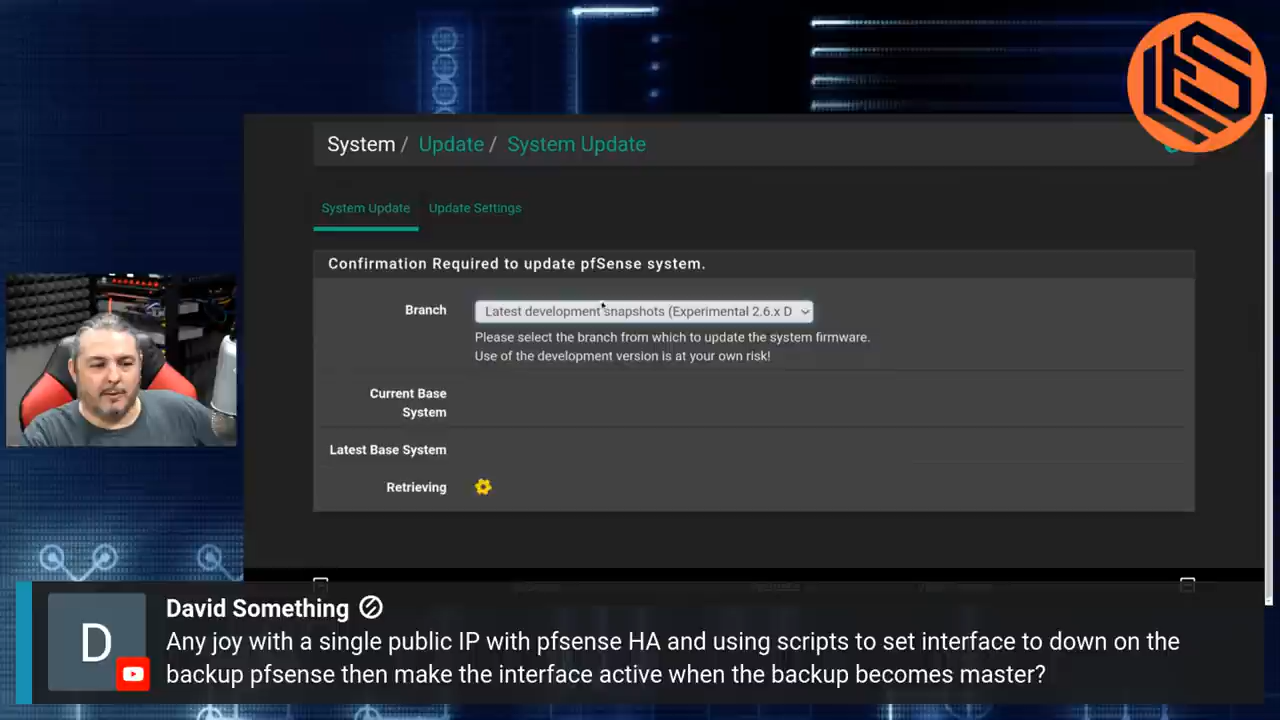 System / Update / System Update
System Update Update Settings
Confirmation Required to update pfSense system.
Branch
Latest development snapshots (Experimental 2.6.x D
Please select the branch from which to update the system firmware.
Use of the development version is at your own risk!
Current Base
System
Latest Base System
Retrieving
D
David Something
Any joy with a single public IP with pfsense HA and using scripts to set interface to down on the
backup pfsense then make the interface active when the backup becomes master?